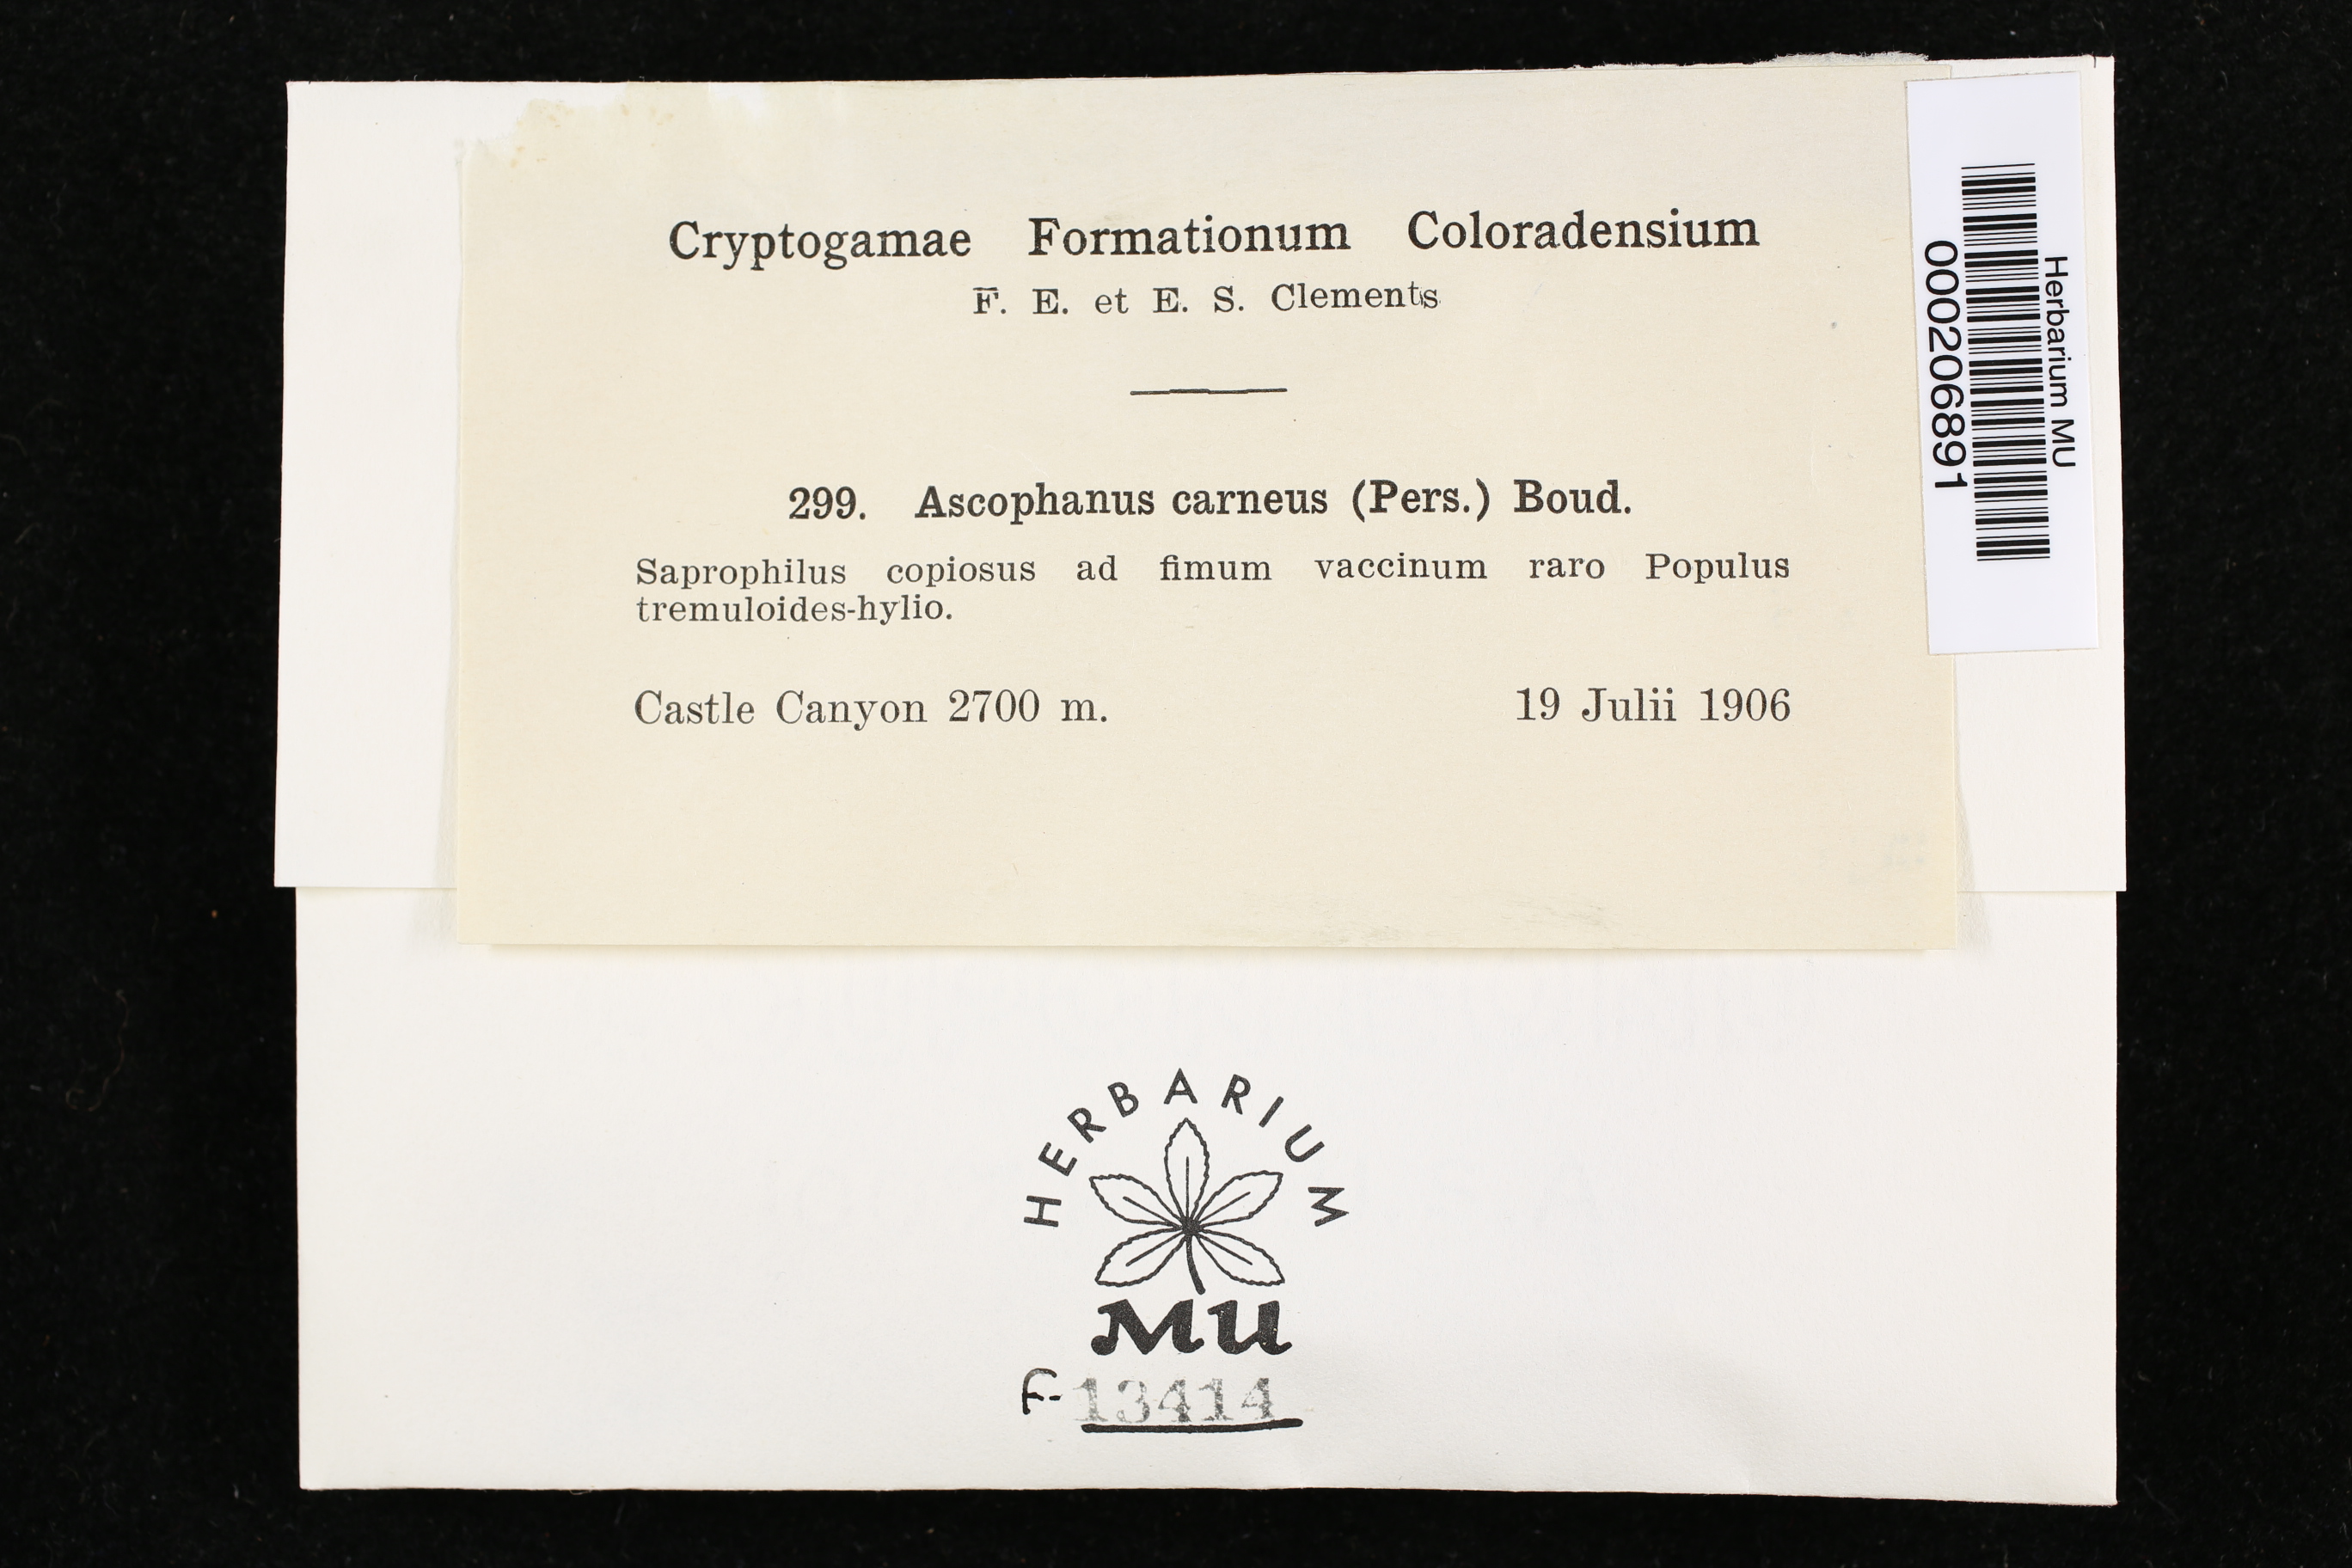 Cryptogamae Formationum Coloradensium
F. E. et E. S. Clements
299. Ascophanus carneus (Pers.) Boud.
Saprophilus copiosus ad fimum vaccinum raro Populus
tremuloides-hylio.
Castle Canyon 2700 m. 19 Julii 1906
Herbarium MU
000206891
HERBARIUM
MU
F-13414